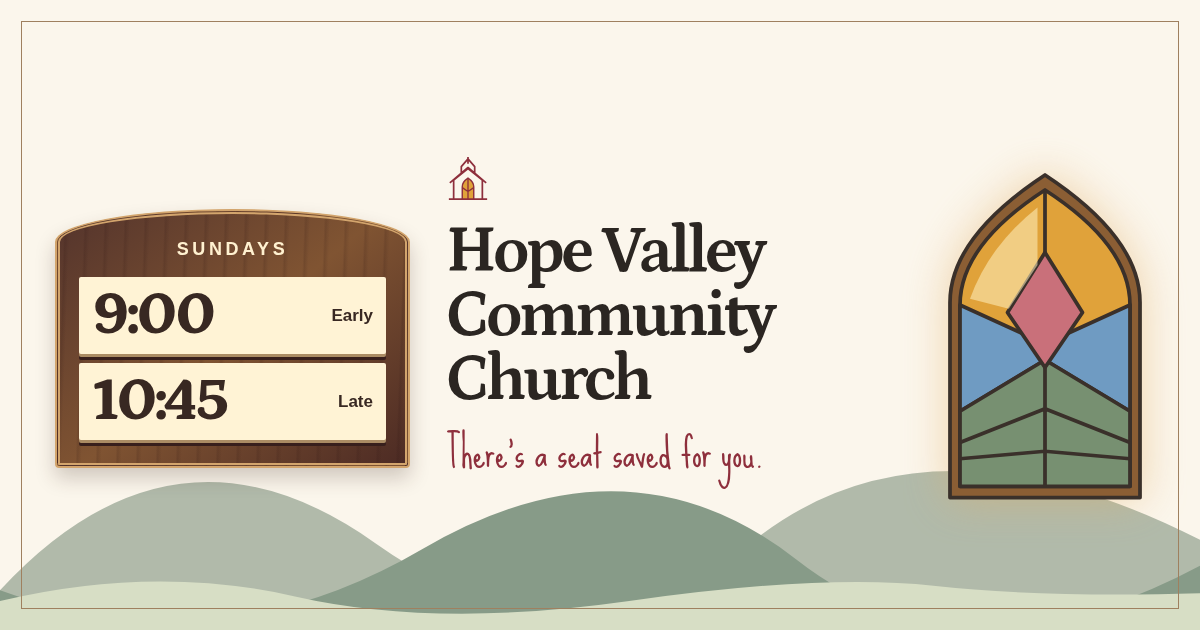 SUNDAYS
9:00 Early
10:45 Late
Hope Valley
Community
Church
There's a seat saved for you.